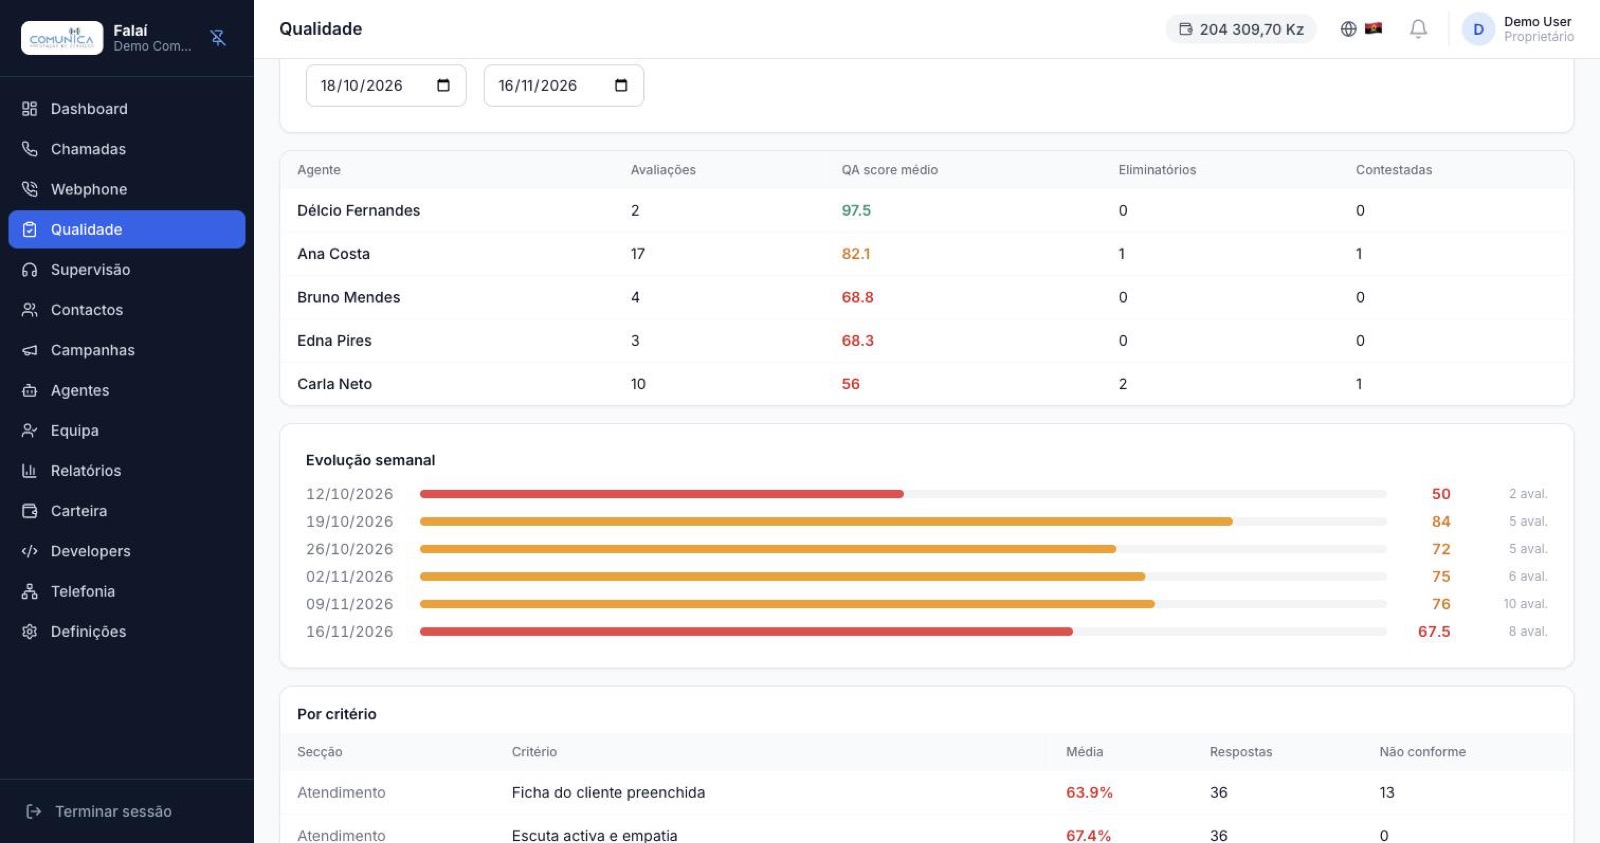 COMUNICA
Falaí
Demo Com...
Dashboard
Chamadas
Webphone
Qualidade
Supervisão
Contactos
Campanhas
Agentes
Equipa
Relatórios
Carteira
Developers
Telefonia
Definições
Terminar sessão
Qualidade
204 309,70 Kz
D
Demo User
Proprietário
18/10/2026 16/11/2026
Agente Avaliações QA score médio Eliminatórios Contestadas
Délcio Fernandes 2 97.5 0 0
Ana Costa 17 82.1 1 1
Bruno Mendes 4 68.8 0 0
Edna Pires 3 68.3 0 0
Carla Neto 10 56 2 1
Evolução semanal
12/10/2026 50 2 aval.
19/10/2026 84 5 aval.
26/10/2026 72 5 aval.
02/11/2026 75 6 aval.
09/11/2026 76 10 aval.
16/11/2026 67.5 8 aval.
Por critério
Secção Critério Média Respostas Não conforme
Atendimento Ficha do cliente preenchida 63.9% 36 13
Atendimento Escuta activa e empatia 67.4% 36 0